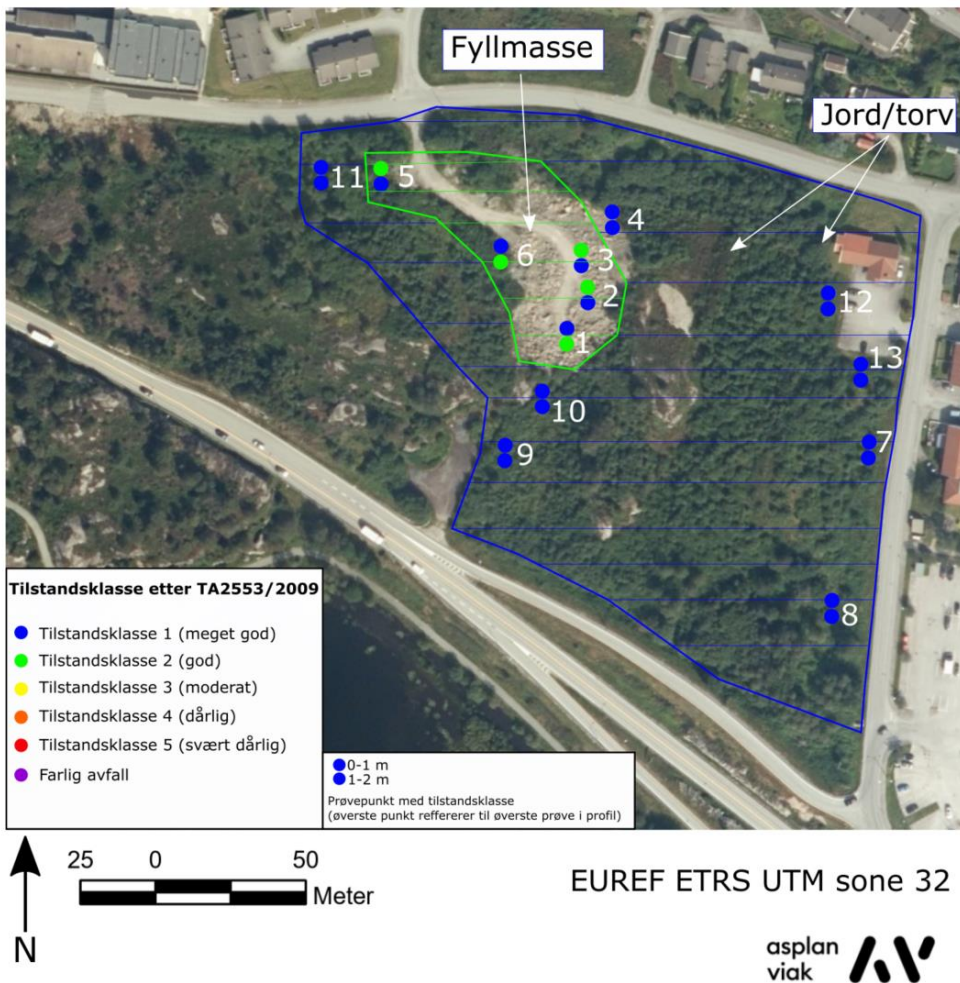 Fyllmasse
Jord/torv
11
5
4
6
3
2
12
1
13
10
7
9
8
Tilstandsklasse etter TA2553/2009
Tilstandsklasse 1 (meget god)
Tilstandsklasse 2 (god)
Tilstandsklasse 3 (moderat)
Tilstandsklasse 4 (dårlig)
Tilstandsklasse 5 (svært dårlig)
Farlig avfall
0-1 m
1-2 m
Prøvepunkt med tilstandsklasse
(øverste punkt reffererer til øverste prøve i profil)
25 0 50
Meter
N
EUREF ETRS UTM sone 32
asplan
viak